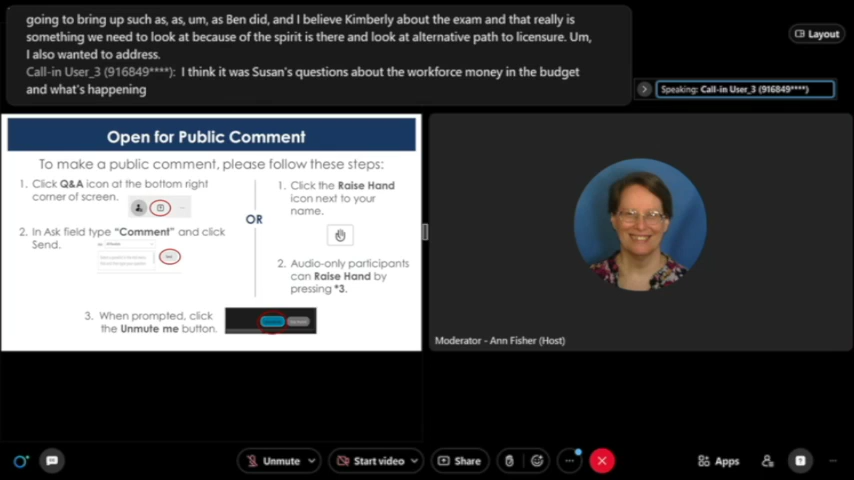 going to bring up such as, as, um, as Ben did, and I believe Kimberly about the exam and that really is
something we need to look at because of the spirit is there and look at alternative path to licensure. Um,
I also wanted to address.
Call-in User_3 (916849****): I think it was Susan's questions about the workforce money in the budget
and what's happening
Layout
Speaking: Call-in User_3 (916849****)
Open for Public Comment
To make a public comment, please follow these steps:
1. Click Q&A icon at the bottom right
corner of screen.
2. In Ask field type "Comment" and click
Send.
OR
1. Click the Raise Hand
icon next to your
name.
2. Audio-only participants
can Raise Hand by
pressing *3.
3. When prompted, click
the Unmute me button.
Moderator - Ann Fisher (Host)
Unmute
Start video
Share
Apps